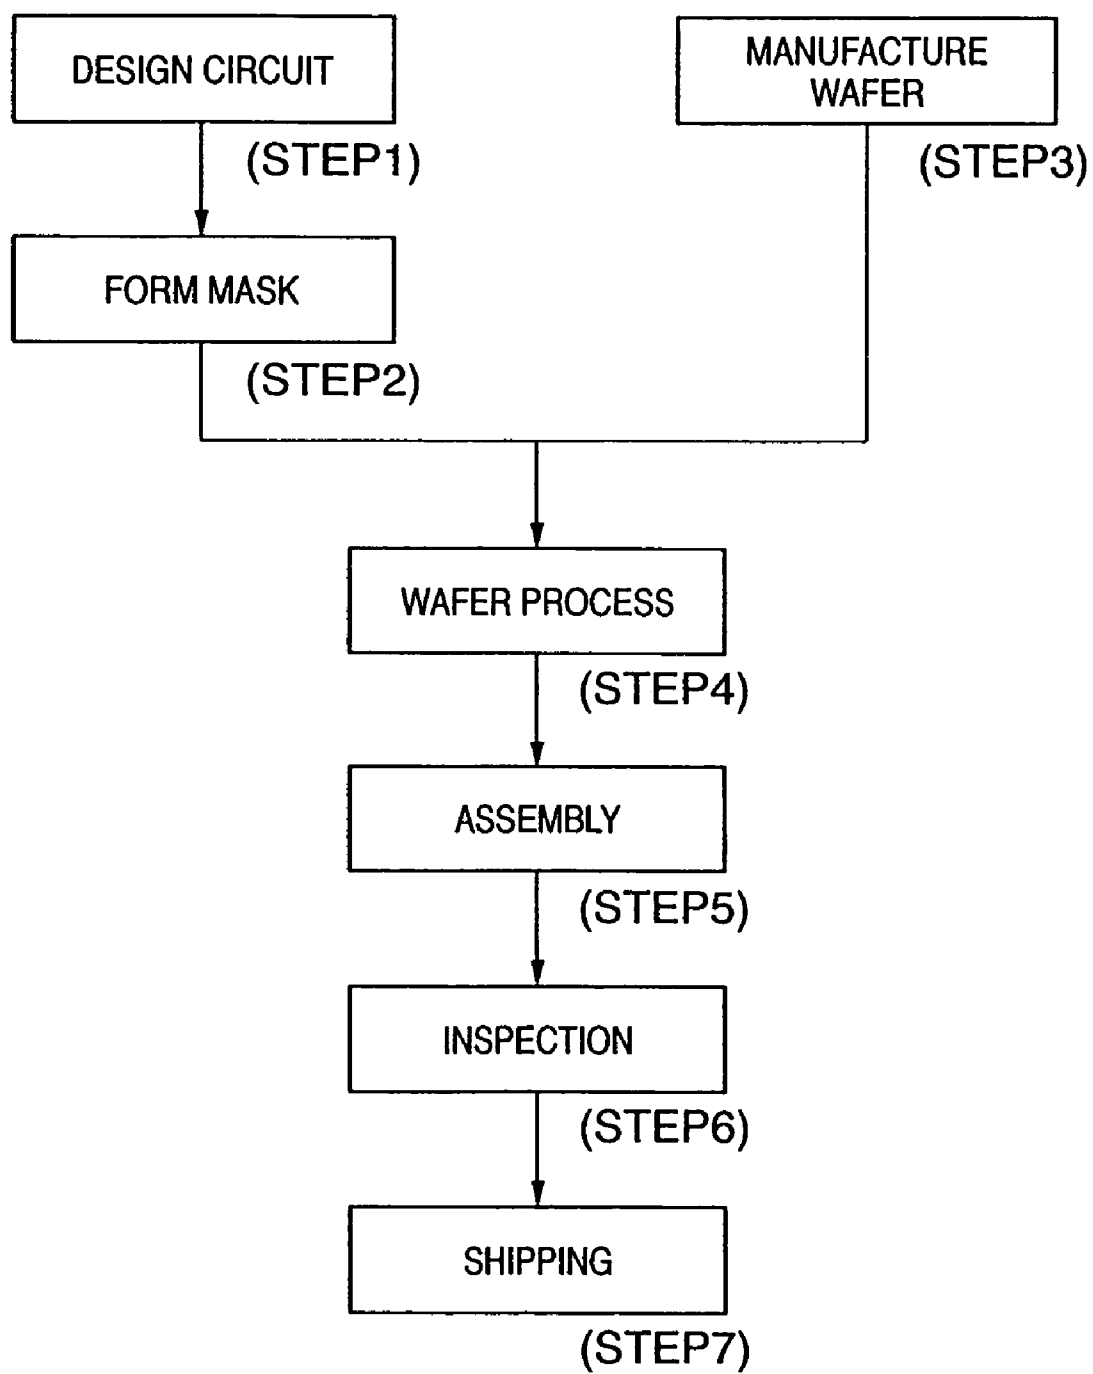 DESIGN CIRCUIT
(STEP1)
MANUFACTURE
WAFER
(STEP3)
FORM MASK
(STEP2)
WAFER PROCESS
(STEP4)
ASSEMBLY
(STEP5)
INSPECTION
(STEP6)
SHIPPING
(STEP7)